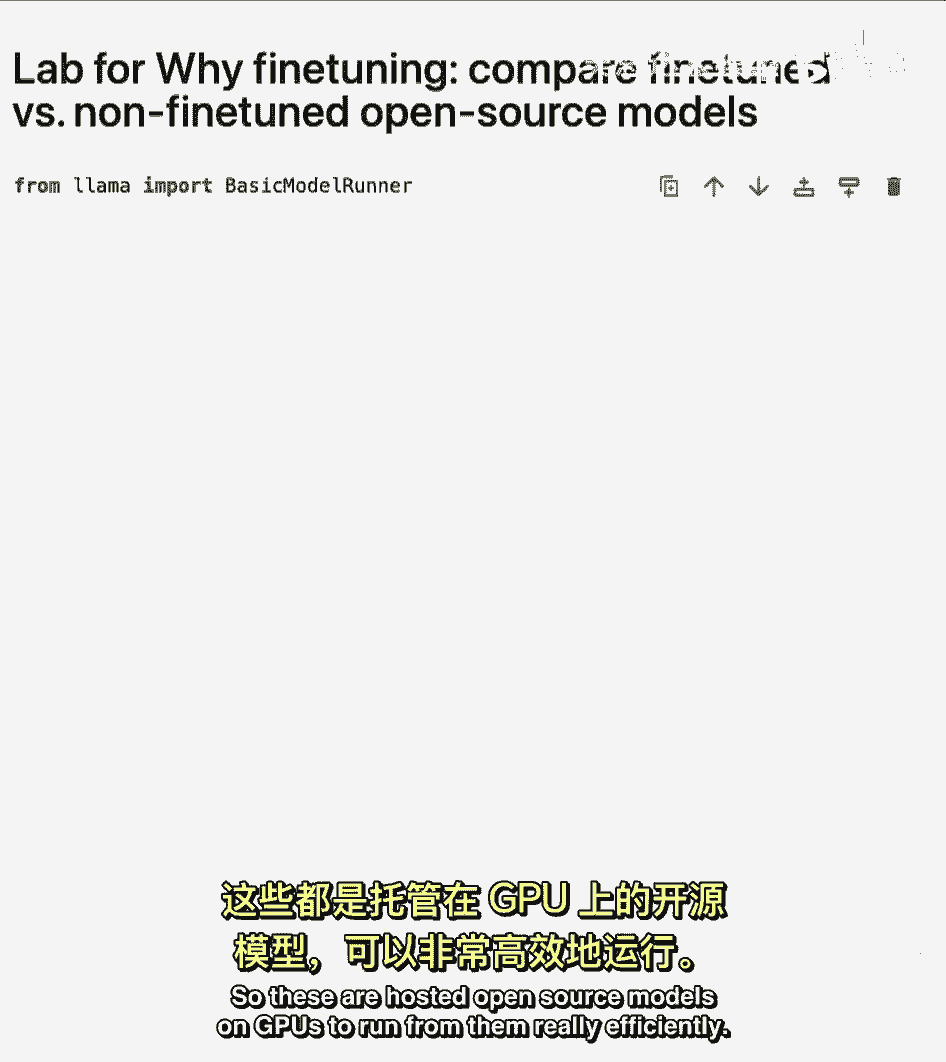 Lab for Why finetuning: compare finetuned
vs. non-finetuned open-source models
from llama import BasicModelRunner
这些都是托管在 GPU 上的开源
模型，可以非常高效地运行。
So these are hosted open source models
on GPUs to run from them really efficiently.